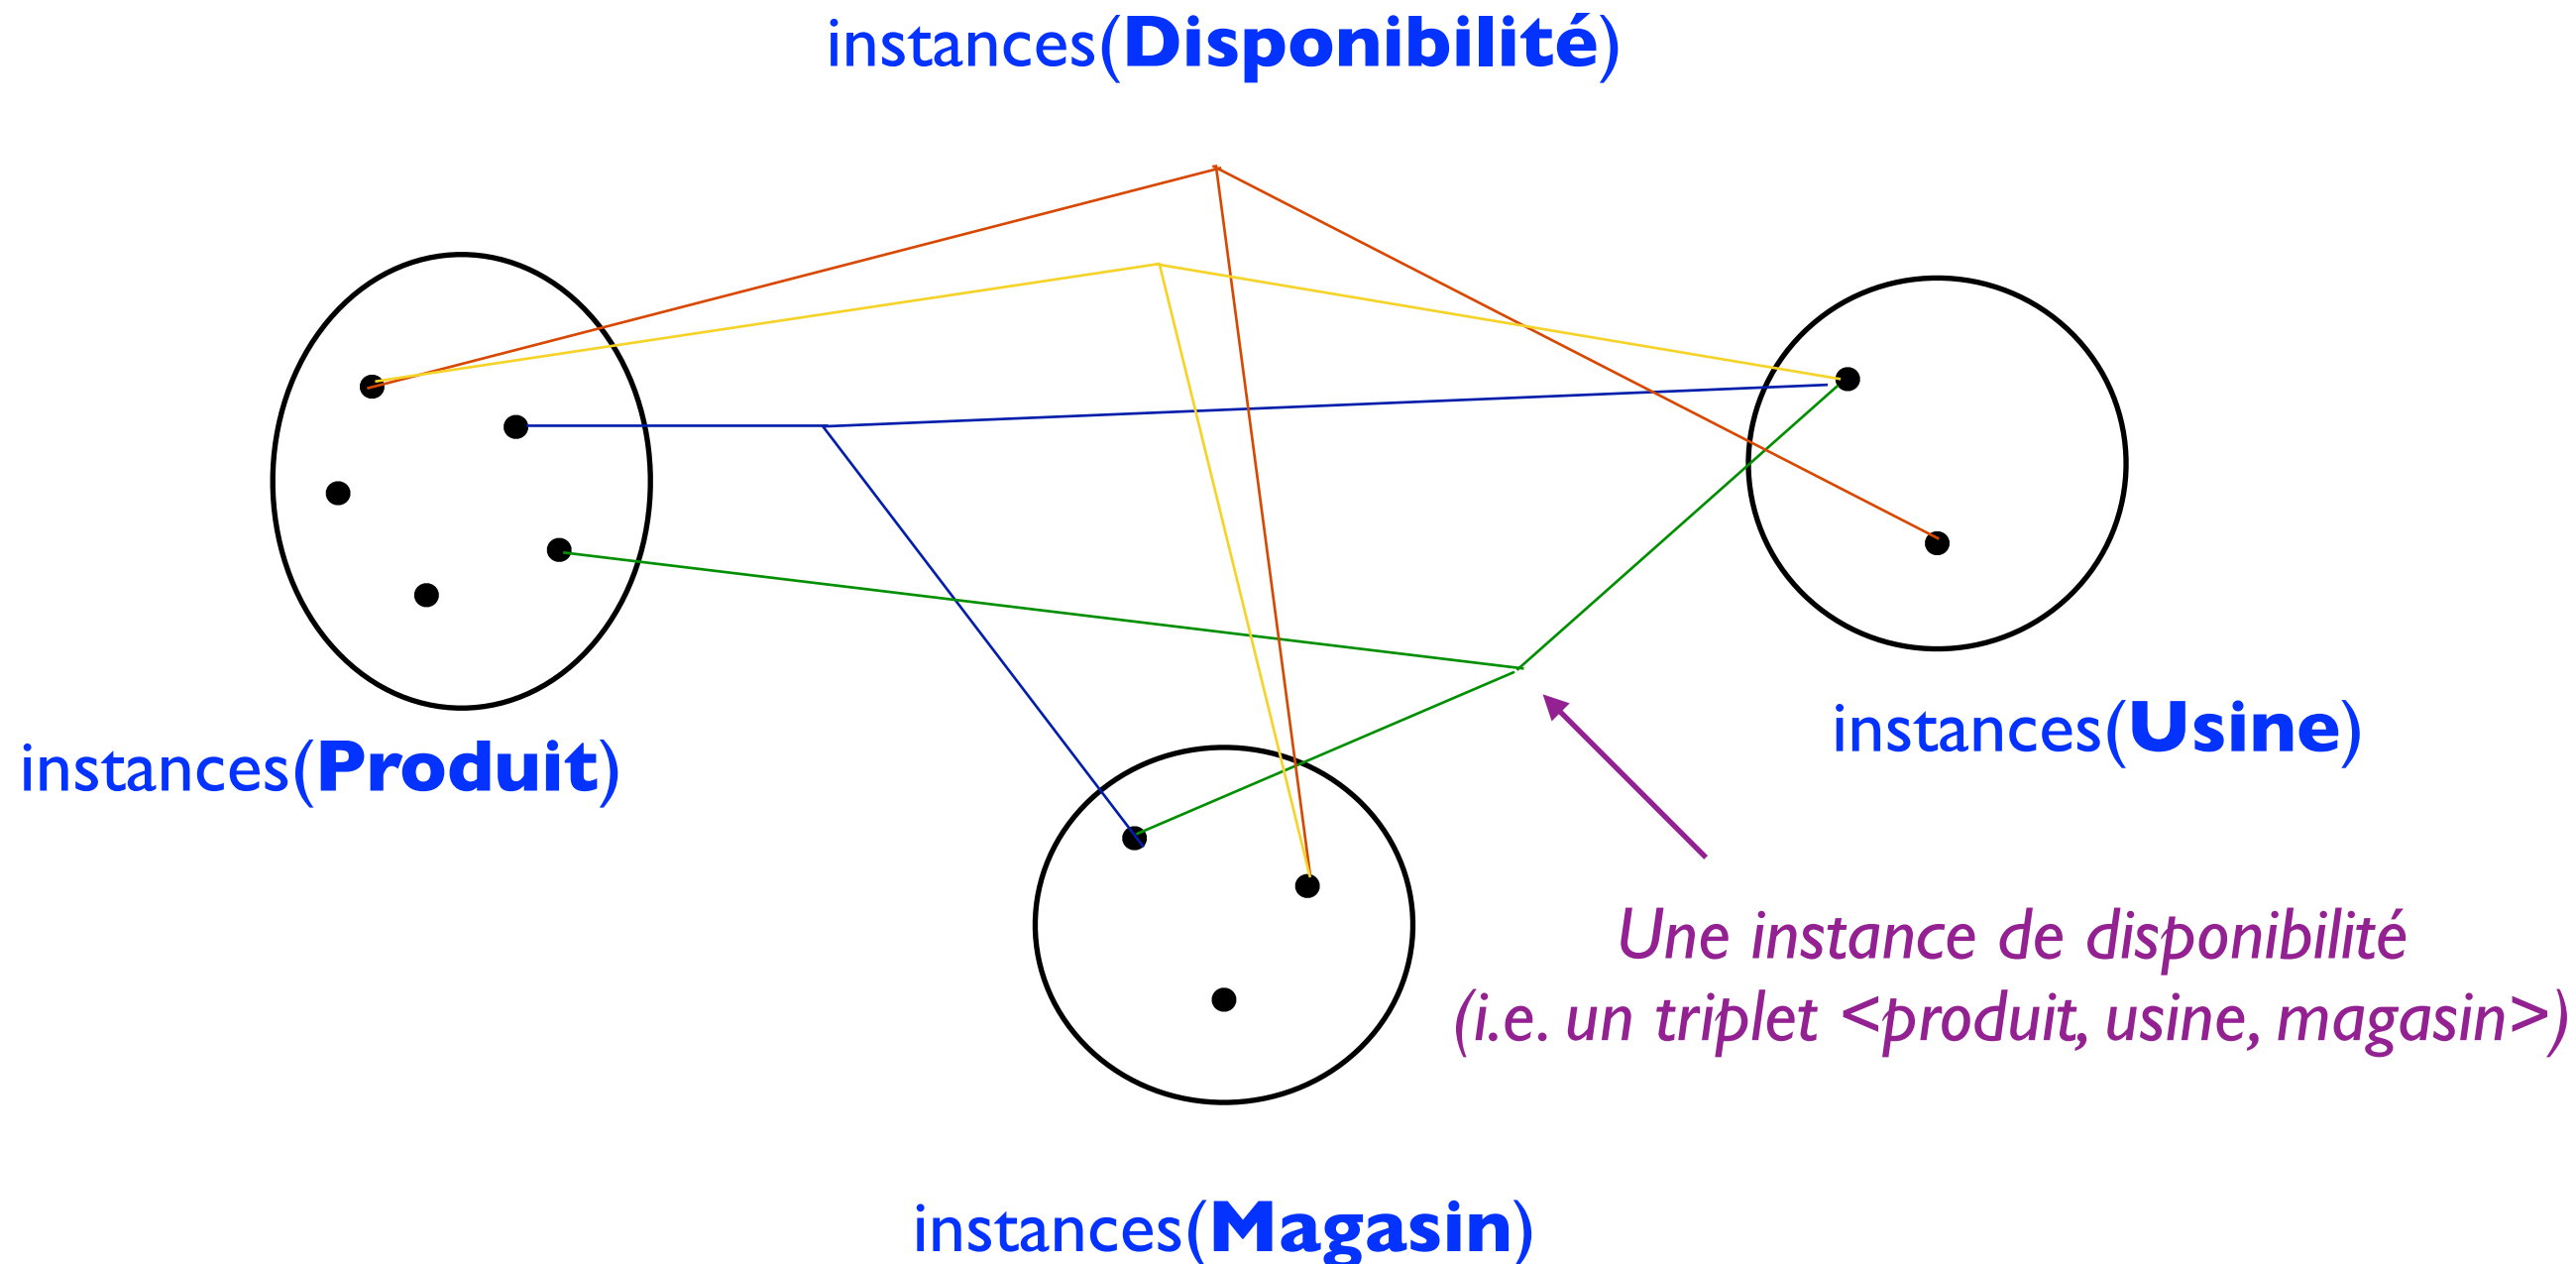 instances(Disponibilité)
instances(Usine)
instances(Produit)
Une instance de disponibilité
(i.e. un triplet <produit, usine, magasin>)
instances(Magasin)